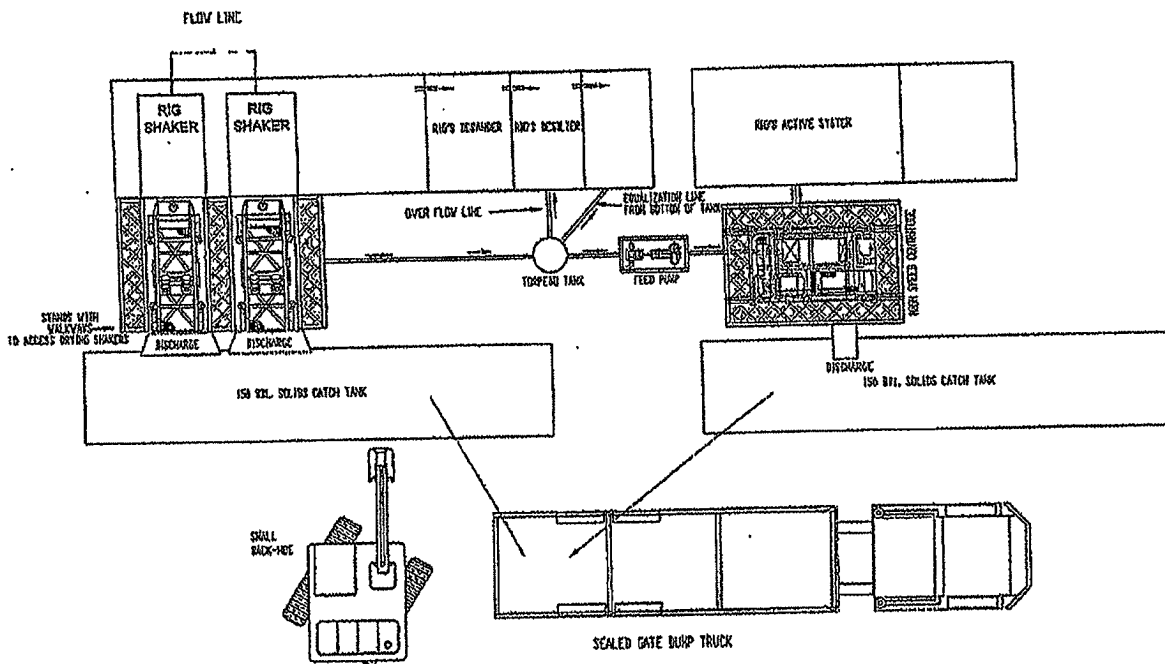 FLOW LINE
RIG
SHAKER
RIG
SHAKER
RIG'S DESANDER
RIG'S DESILTER
RIG'S ACTIVE SYSTEM
OVER FLOW LINE
EQUALIZATION LINE
FROM BOTTOM OF TANK
TORPEDO TANK
FEED PUMP
HIGH SPEED CENTRIFUGE
STANDS WITH
WALKWAYS
TO ACCESS DRYING SHAKERS
DISCHARGE
DISCHARGE
DISCHARGE
150 BBL. SOLIDS CATCH TANK
150 BBL. SOLIDS CATCH TANK
SMALL
BACK-HOE
SEALED GATE DUMP TRUCK